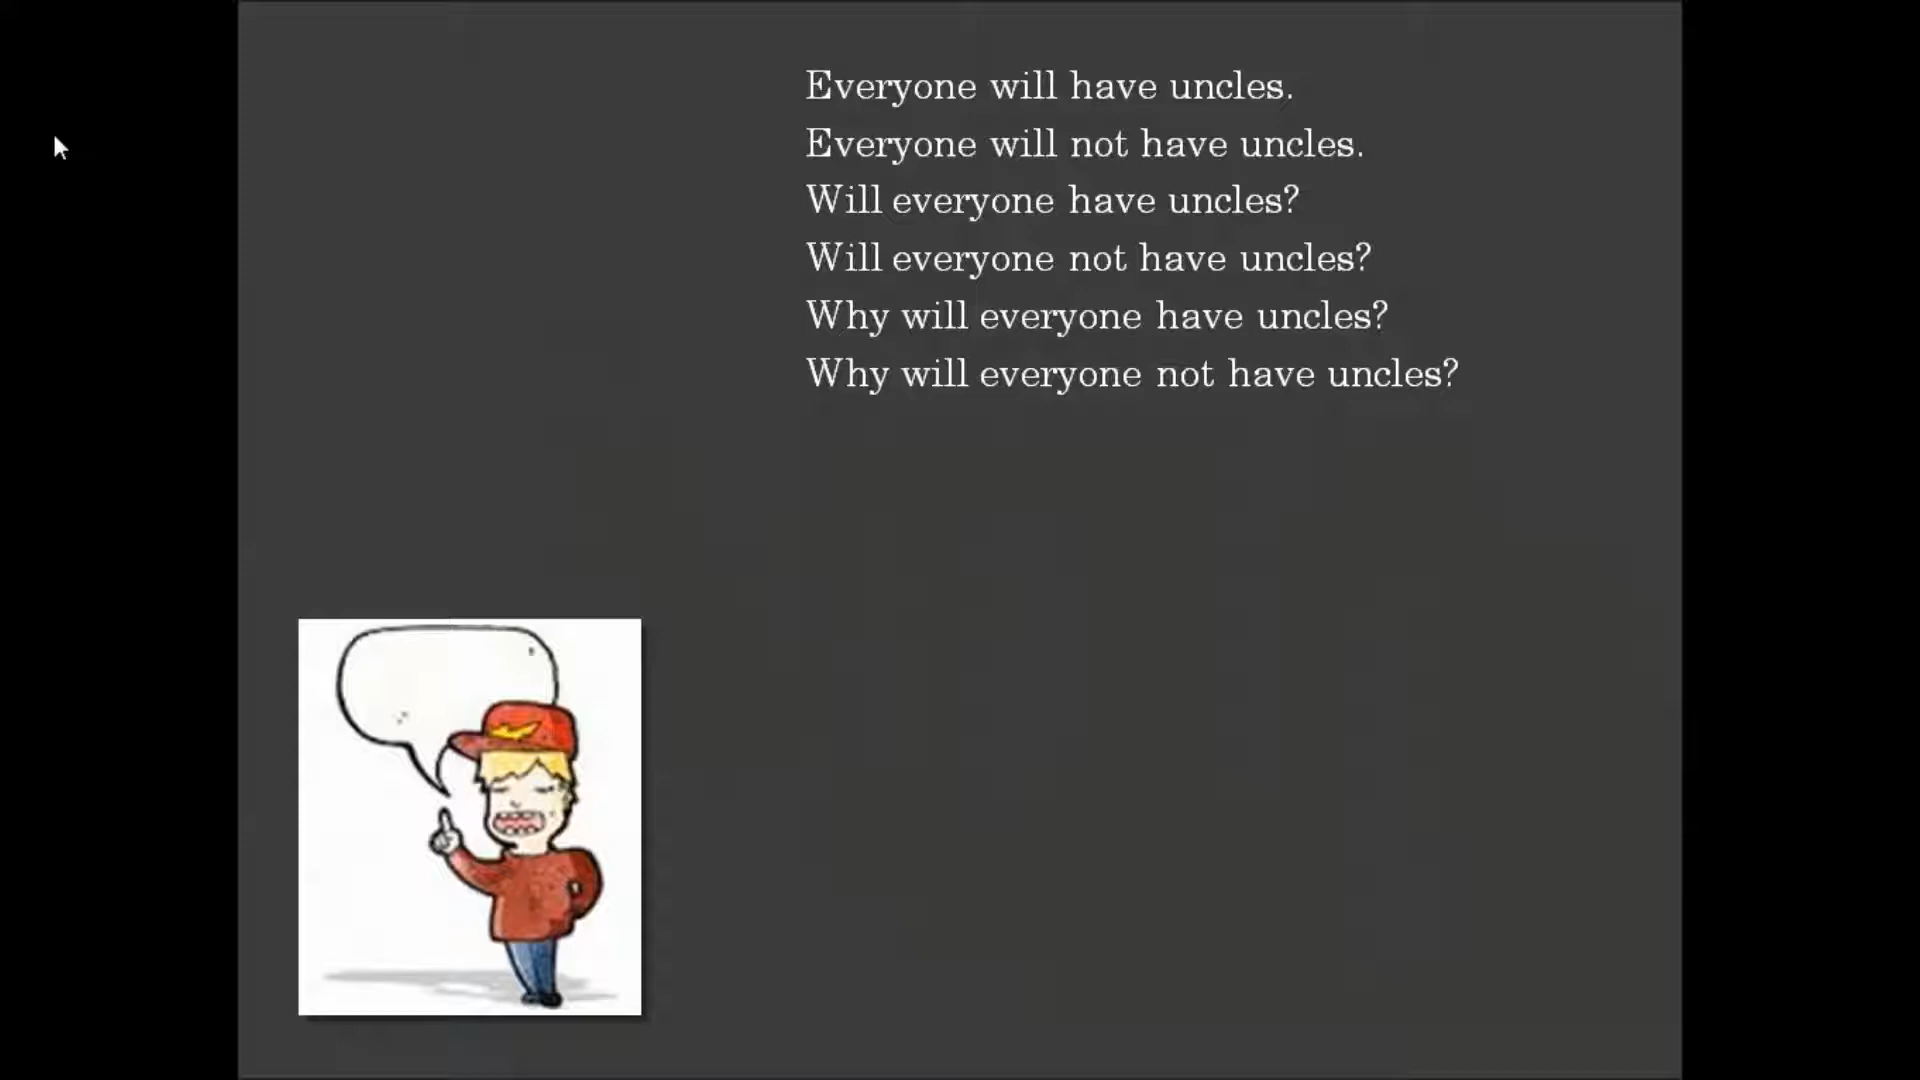 Everyone will have uncles.
Everyone will not have uncles.
Will everyone have uncles?
Will everyone not have uncles?
Why will everyone have uncles?
Why will everyone not have uncles?